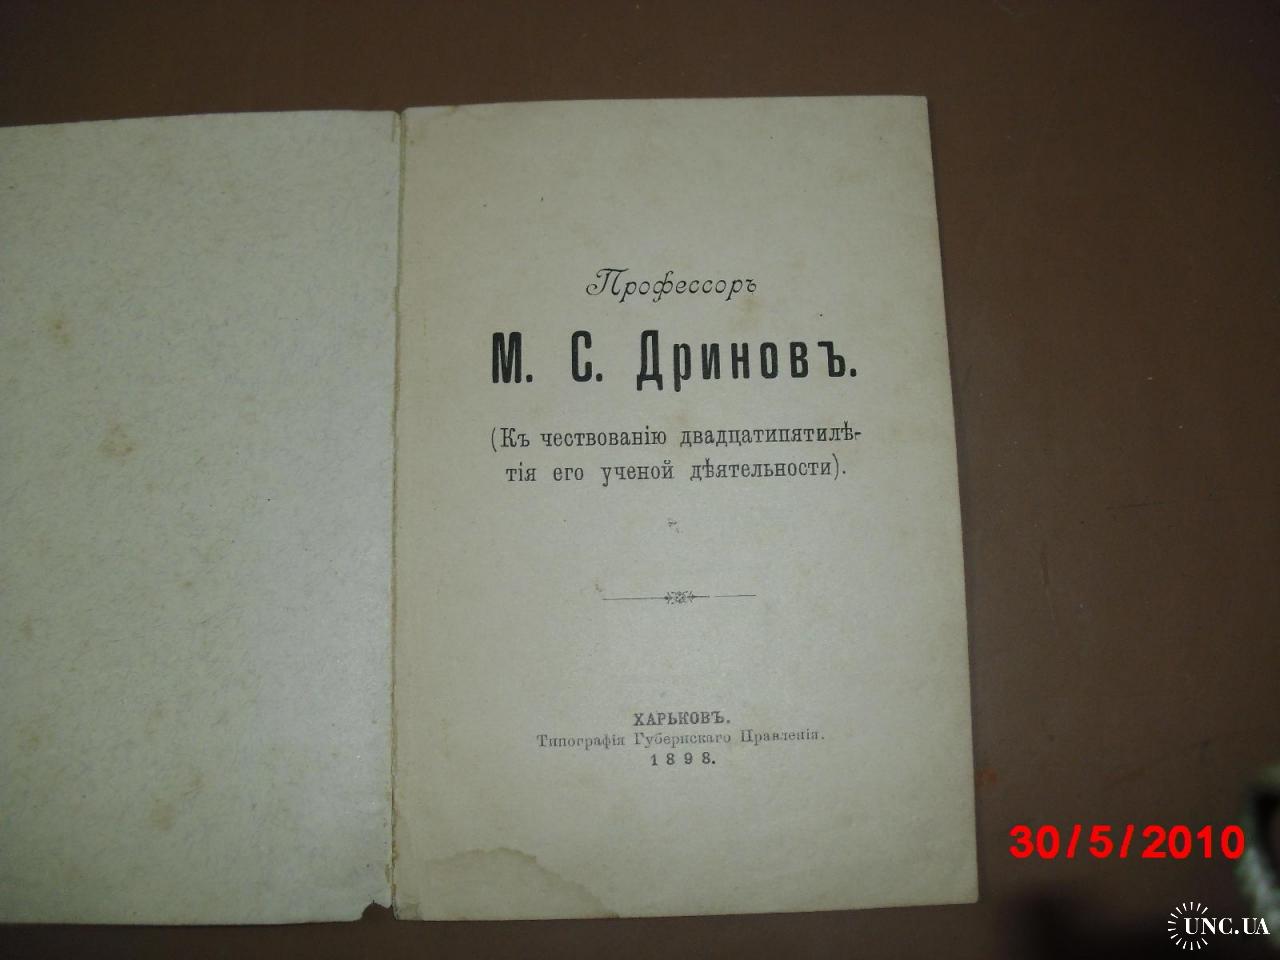 Профессоръ
М. С. Дриновъ.
(Къ чествованію двадцатипятилѣ-
тія его ученой дѣятельности).
ХАРЬКОВЪ.
Типографія Губернскаго Правленія.
1898.
30/5/2010
UNC.UA